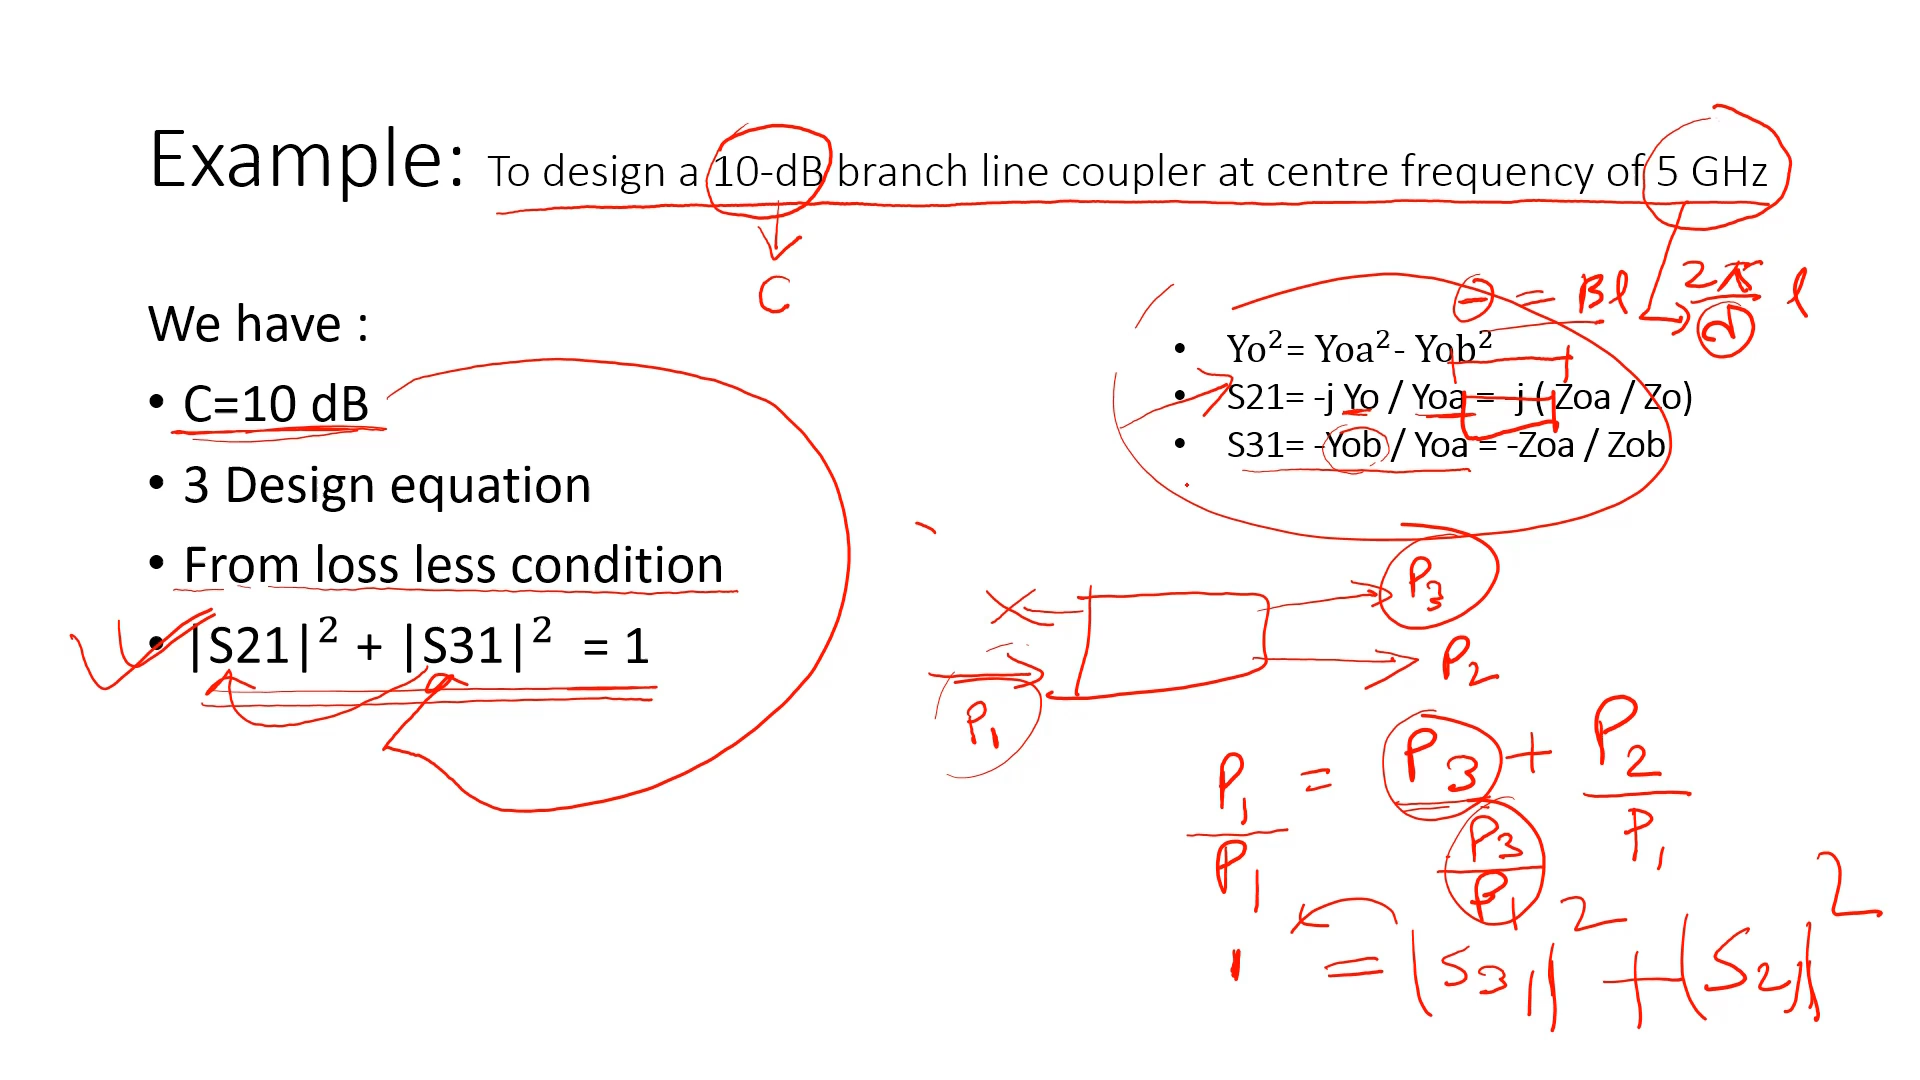 Example: To design a 10-dB branch line coupler at centre frequency of 5 GHz
C
We have :
• C=10 dB
• 3 Design equation
• From loss less condition
• |S21|² + |S31|² = 1
θ = Bl 2π/λ l
• Yo²= Yoa²- Yob²
• S21= -j Yo / Yoa = -j ( Zoa / Zo)
• S31= -Yob / Yoa = -Zoa / Zob
P3
P2
P1
P1/P1 = P3 + P2/P1
P3/P1
1 = |S31|² + |S21|²